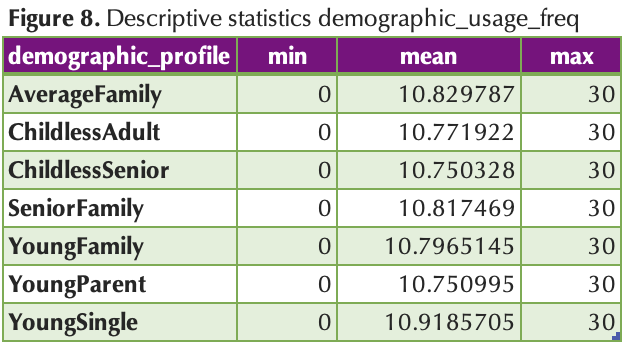 Figure 8. Descriptive statistics demographic_usage_freq
demographic_profile min mean max
AverageFamily 0 10.829787 30
ChildlessAdult 0 10.771922 30
ChildlessSenior 0 10.750328 30
SeniorFamily 0 10.817469 30
YoungFamily 0 10.7965145 30
YoungParent 0 10.750995 30
YoungSingle 0 10.9185705 30